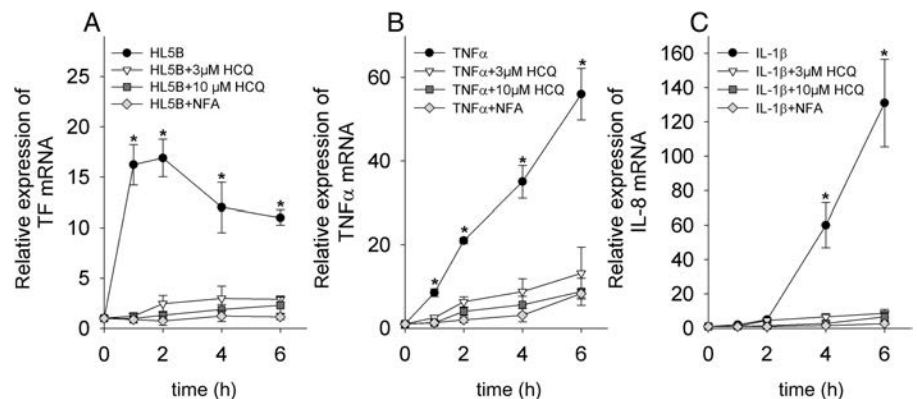 A
Relative expression of
TF mRNA
25
20
15
10
5
0
HL5B
HL5B+3µM HCQ
HL5B+10 µM HCQ
HL5B+NFA
*
*
*
*
0
2
4
6
time (h)
B
Relative expression of
TNFα mRNA
60
40
20
0
TNFα
TNFα+3µM HCQ
TNFα+10µM HCQ
TNFα+NFA
*
*
*
*
0
2
4
6
time (h)
C
Relative expression of
IL-8 mRNA
160
140
120
100
80
60
40
20
0
IL-1β
IL-1β+3µM HCQ
IL-1β+10µM HCQ
IL-1β+NFA
*
*
0
2
4
6
time (h)